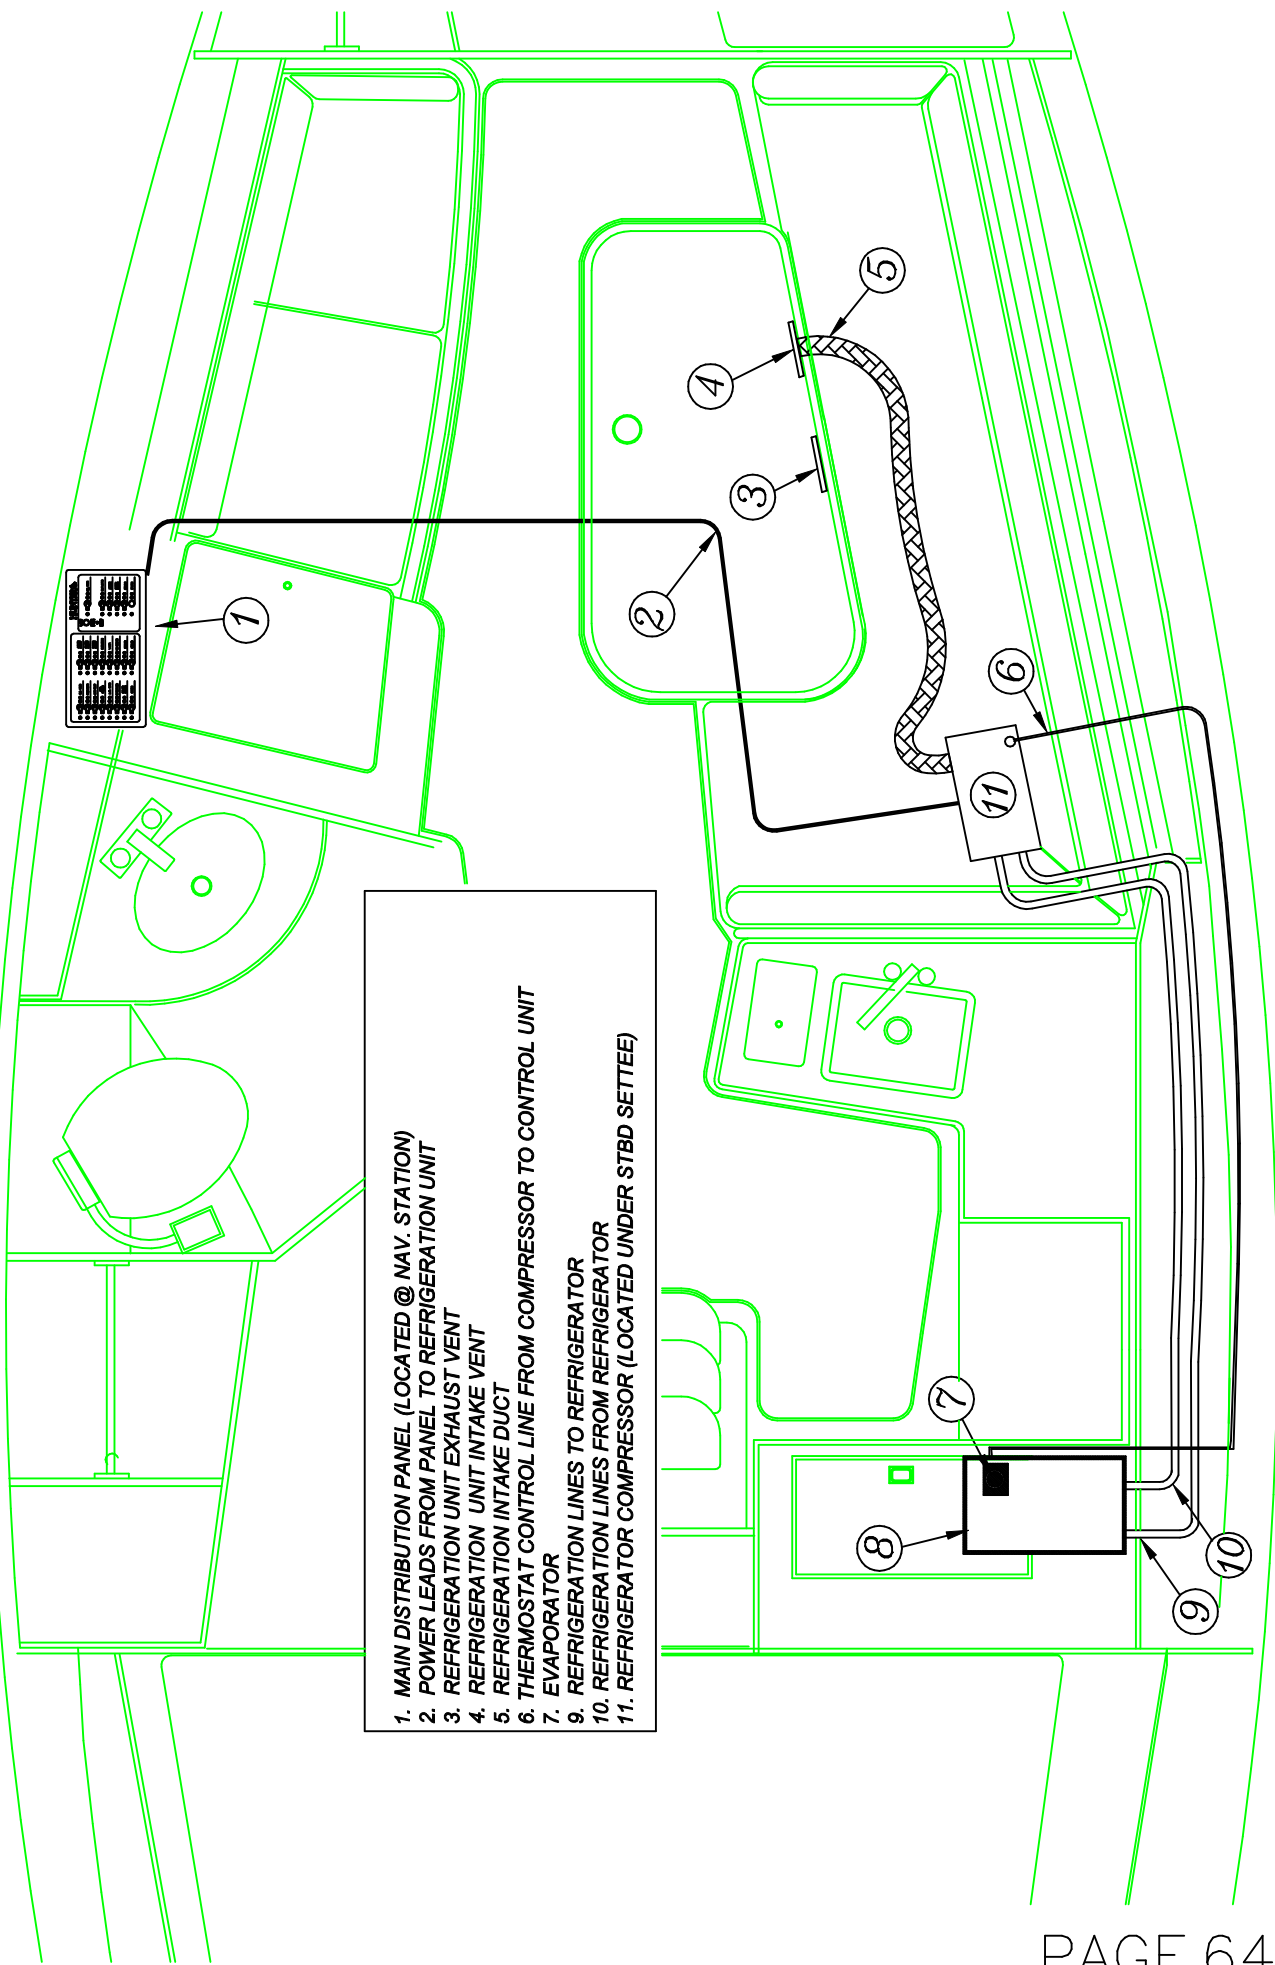 1. MAIN DISTRIBUTION PANEL (LOCATED @ NAV. STATION)
2. POWER LEADS FROM PANEL TO REFRIGERATION UNIT
3. REFRIGERATION UNIT EXHAUST VENT
4. REFRIGERATION UNIT INTAKE VENT
5. REFRIGERATION INTAKE DUCT
6. THERMOSTAT CONTROL LINE FROM COMPRESSOR TO CONTROL UNIT
7. EVAPORATOR
9. REFRIGERATION LINES TO REFRIGERATOR
10. REFRIGERATION LINES FROM REFRIGERATOR
11. REFRIGERATOR COMPRESSOR (LOCATED UNDER STBD SETTEE)
1
2
3
4
5
6
7
8
9
10
11
PAGE 64